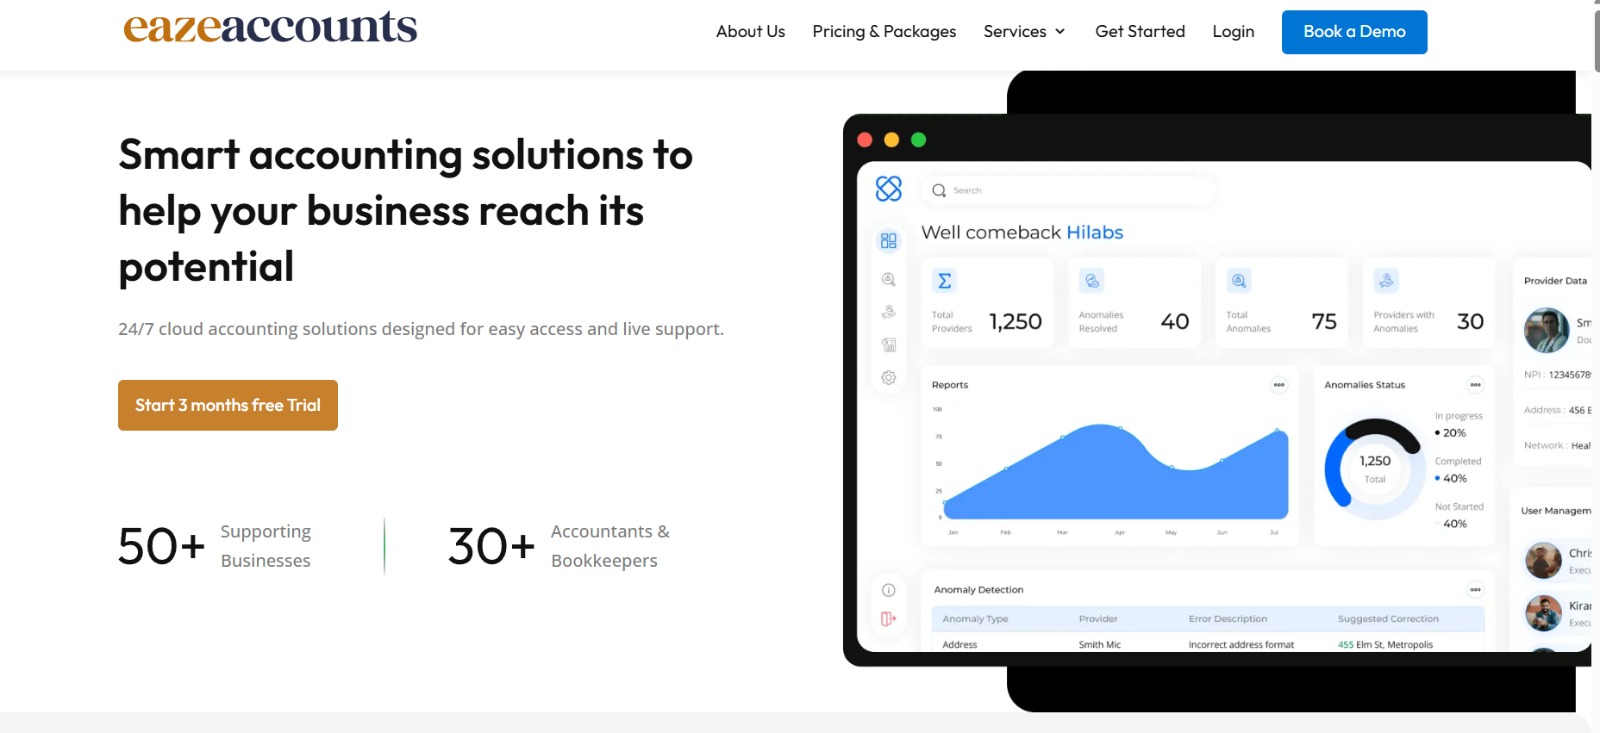 eazeaccounts
About Us
Pricing & Packages
Services
Get Started
Login
Book a Demo
Smart accounting solutions to
help your business reach its
potential
24/7 cloud accounting solutions designed for easy access and live support.
Start 3 months free Trial
50+
Supporting
Businesses
30+
Accountants &
Bookkeepers
Search
Well comeback Hilabs
Total
Providers
1,250
Anomalies
Resolved
40
Total
Anomalies
75
Providers with
Anomalies
30
Reports
100
75
50
25
0
Jan
Feb
Mar
Apr
May
Jun
Jul
Anomalies Status
1,250
Total
In progress
20%
Completed
40%
Not Started
40%
Provider Data
Sm
NPI : 12345678
Address : 456 E
Network : Heal
User Managem
Chris
Execu
Kiran
Execu
Anomaly Detection
Anomaly Type Provider Error Description Suggested Correction
Address Smith Mic Incorrect address format 455 Elm St, Metropolis